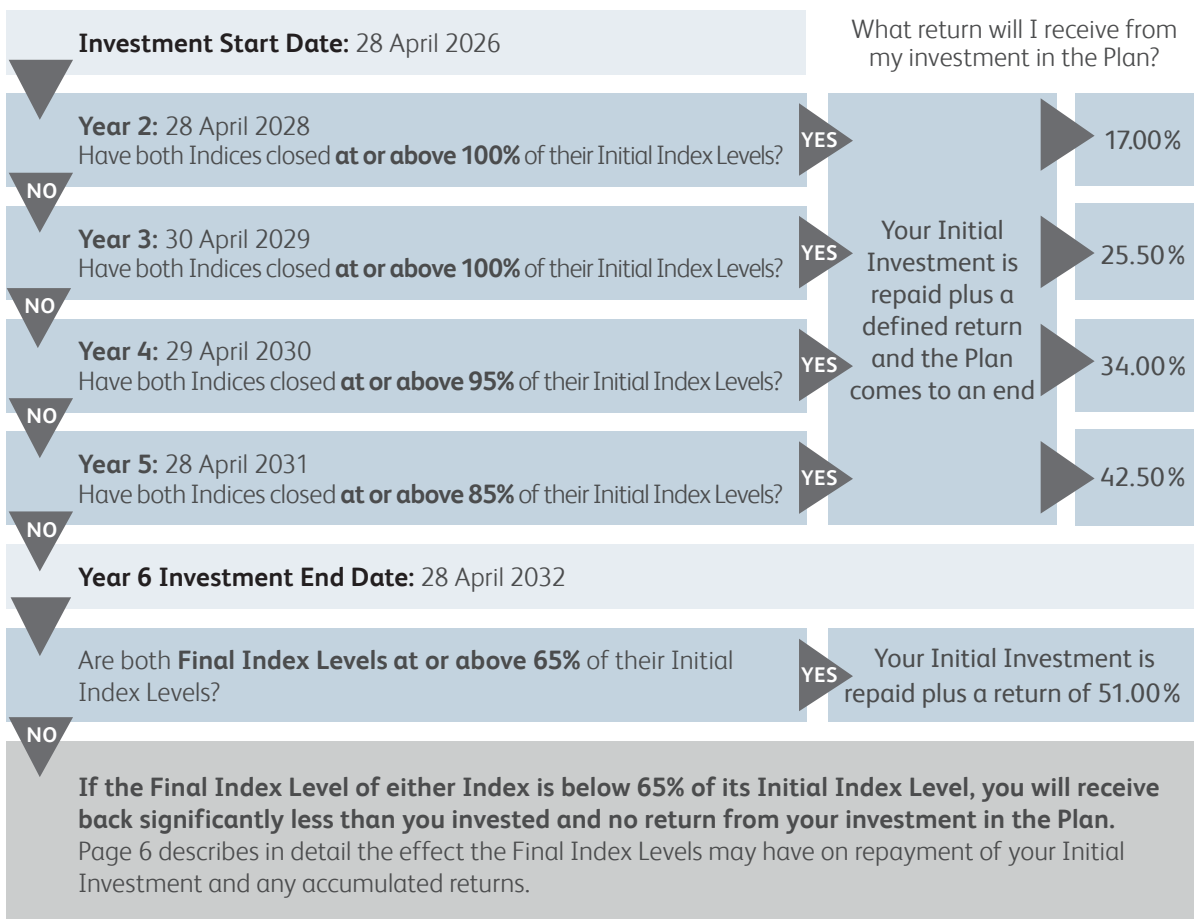 Investment Start Date: 28 April 2026
What return will I receive from
my investment in the Plan?
Year 2: 28 April 2028
Have both Indices closed at or above 100% of their Initial Index Levels?
YES
17.00%
NO
Year 3: 30 April 2029
Have both Indices closed at or above 100% of their Initial Index Levels?
YES
25.50%
NO
Year 4: 29 April 2030
Have both Indices closed at or above 95% of their Initial Index Levels?
YES
34.00%
NO
Year 5: 28 April 2031
Have both Indices closed at or above 85% of their Initial Index Levels?
YES
42.50%
Your Initial
Investment is
repaid plus a
defined return
and the Plan
comes to an end
NO
Year 6 Investment End Date: 28 April 2032
Are both Final Index Levels at or above 65% of their Initial
Index Levels?
YES
Your Initial Investment is
repaid plus a return of 51.00%
NO
If the Final Index Level of either Index is below 65% of its Initial Index Level, you will receive
back significantly less than you invested and no return from your investment in the Plan.
Page 6 describes in detail the effect the Final Index Levels may have on repayment of your Initial
Investment and any accumulated returns.